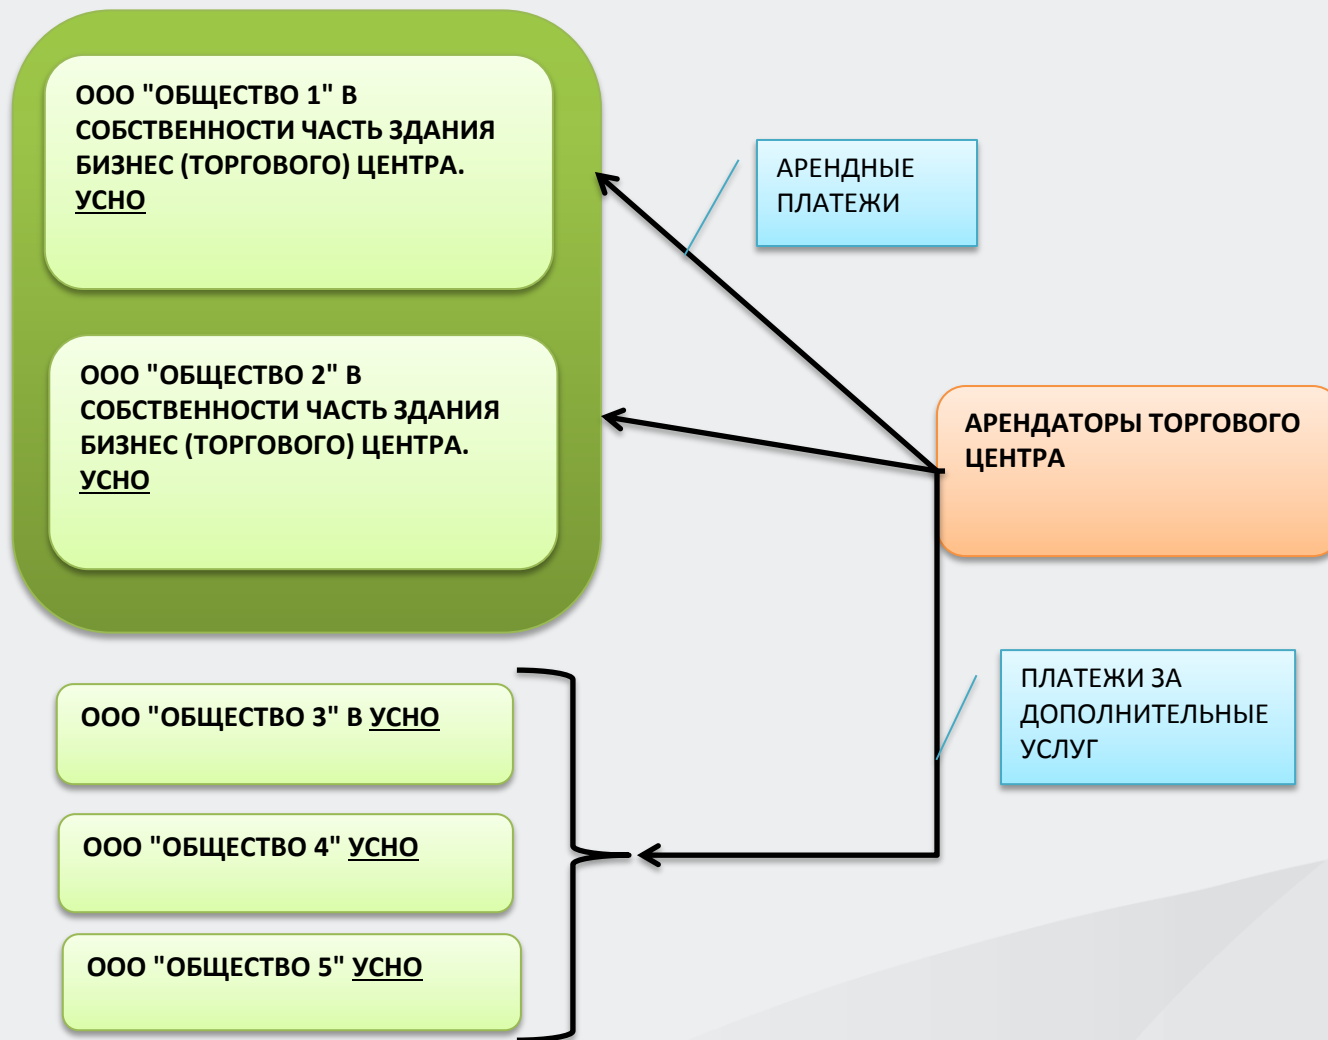 ООО "ОБЩЕСТВО 1" В
СОБСТВЕННОСТИ ЧАСТЬ ЗДАНИЯ
БИЗНЕС (ТОРГОВОГО) ЦЕНТРА.
УСНО
АРЕНДНЫЕ
ПЛАТЕЖИ
ООО "ОБЩЕСТВО 2" В
СОБСТВЕННОСТИ ЧАСТЬ ЗДАНИЯ
БИЗНЕС (ТОРГОВОГО) ЦЕНТРА.
УСНО
АРЕНДАТОРЫ ТОРГОВОГО
ЦЕНТРА
ПЛАТЕЖИ ЗА
ДОПОЛНИТЕЛЬНЫЕ
УСЛУГ
ООО "ОБЩЕСТВО 3" В УСНО
ООО "ОБЩЕСТВО 4" УСНО
ООО "ОБЩЕСТВО 5" УСНО